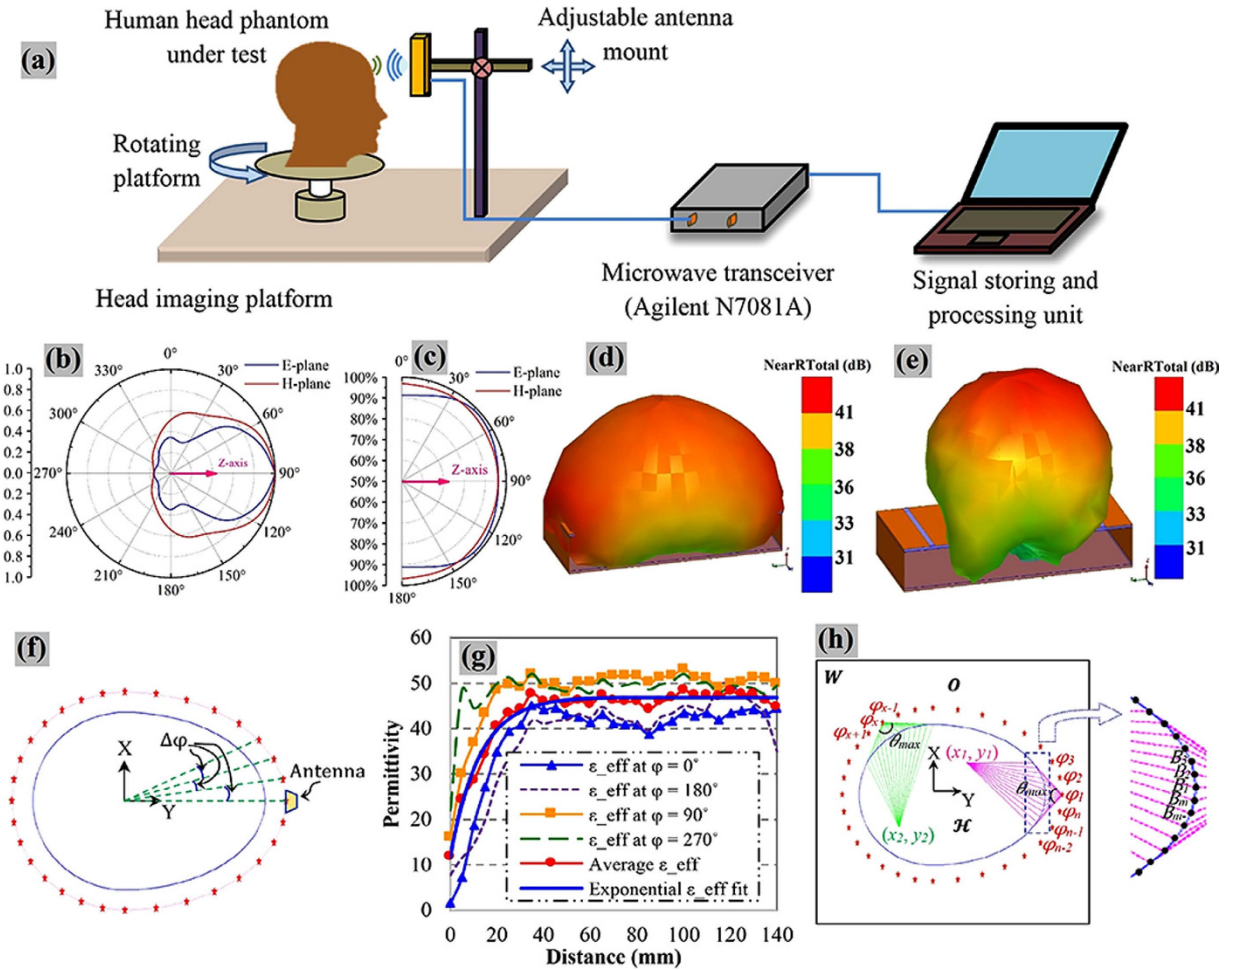 (a)
Human head phantom
under test
Adjustable antenna
mount
Rotating
platform
Head imaging platform
Microwave transceiver
(Agilent N7081A)
Signal storing and
processing unit
(b)
E-plane
H-plane
0°
30°
60°
90°
120°
150°
180°
210°
240°
270°
300°
330°
Z-axis
1.0
0.8
0.6
0.4
0.2
0.0
0.2
0.4
0.6
0.8
1.0
(c)
E-plane
H-plane
0°
30°
60°
90°
120°
150°
180°
Z-axis
100%
90%
80%
70%
60%
50%
60%
70%
80%
90%
100%
(d)
NearRTotal (dB)
41
38
36
33
31
(e)
NearRTotal (dB)
41
38
36
33
31
(f)
X
Y
Δφ
Antenna
(g)
Permittivity
60
50
40
30
20
10
0
ε_eff at φ = 0°
ε_eff at φ = 180°
ε_eff at φ = 90°
ε_eff at φ = 270°
Average ε_eff
Exponential ε_eff fit
0 20 40 60 80 100 120 140
Distance (mm)
(h)
W
O
φx-1
φx
φx+1
θmax
X
Y
(x1, y1)
(x2, y2)
H
θmax
φ3
φ2
φ1
φn
φn-1
φn-2
B3
B2
B1
Bm